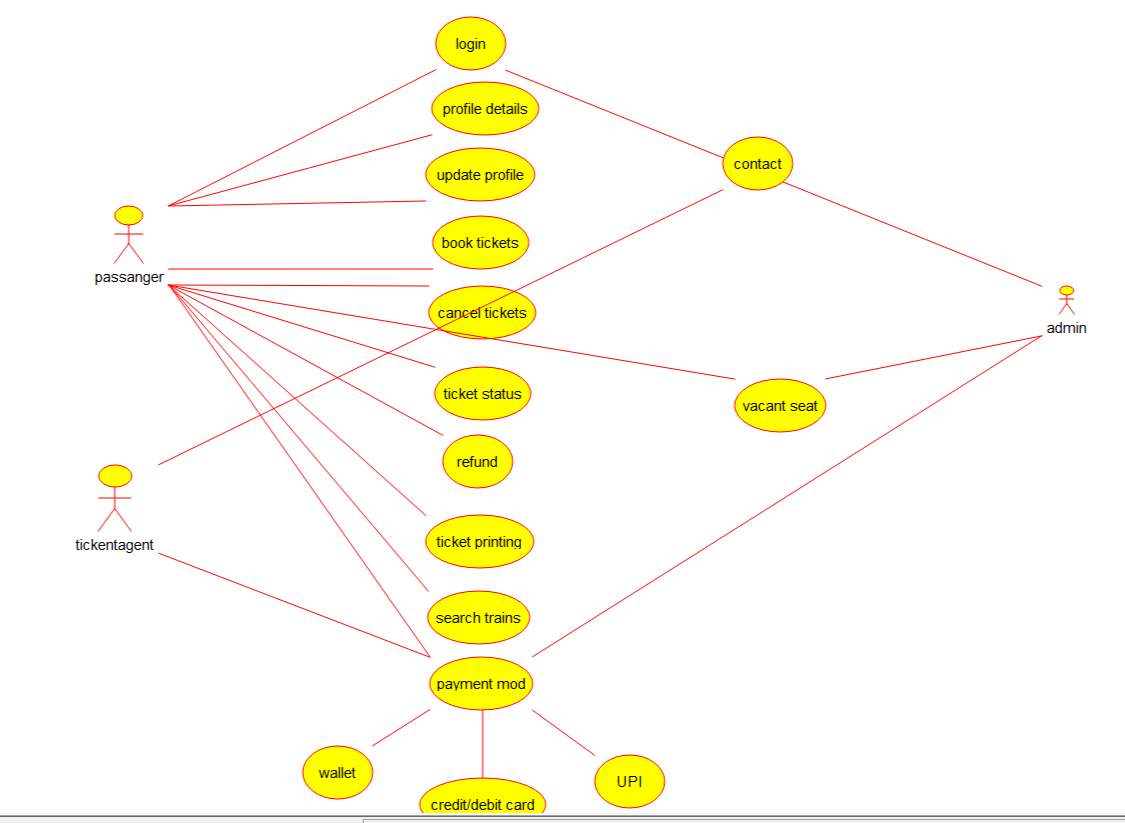 login
profile details
contact
update profile
book tickets
passanger
cancel tickets
admin
ticket status
vacant seat
refund
ticket printing
tickentagent
search trains
payment mod
wallet
UPI
credit/debit card